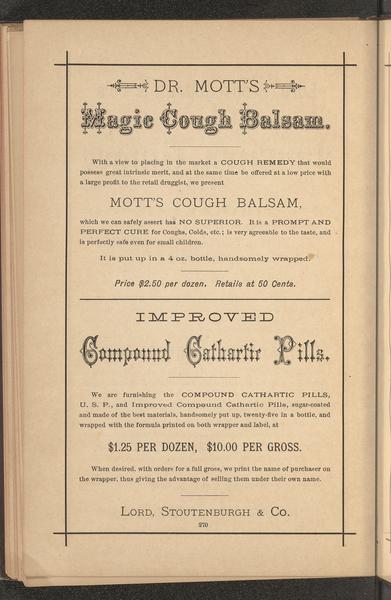 DR. MOTT'S
Magic Cough Balsam.
With a view to placing in the market a COUGH REMEDY that would
possess great intrinsic merit, and at the same time be offered at a low price with
a large profit to the retail druggist, we present
MOTT'S COUGH BALSAM,
which we can safely assert has NO SUPERIOR. It is a PROMPT AND
PERFECT CURE for Coughs, Colds, etc.; is very agreeable to the taste, and
is perfectly safe even for small children.
It is put up in a 4 oz. bottle, handsomely wrapped.
Price $2.50 per dozen. Retails at 50 Cents.
IMPROVED
Compound Cathartic Pills.
We are furnishing the COMPOUND CATHARTIC PILLS,
U. S. P., and Improved Compound Cathartic Pills, sugar-coated
and made of the best materials, handsomely put up, twenty-five in a bottle, and
wrapped with the formula printed on both wrapper and label, at
$1.25 PER DOZEN, $10.00 PER GROSS.
When desired, with orders for a full gross, we print the name of purchaser on
the wrapper, thus giving the advantage of selling them under their own name.
LORD, STOUTENBURGH & CO.
270